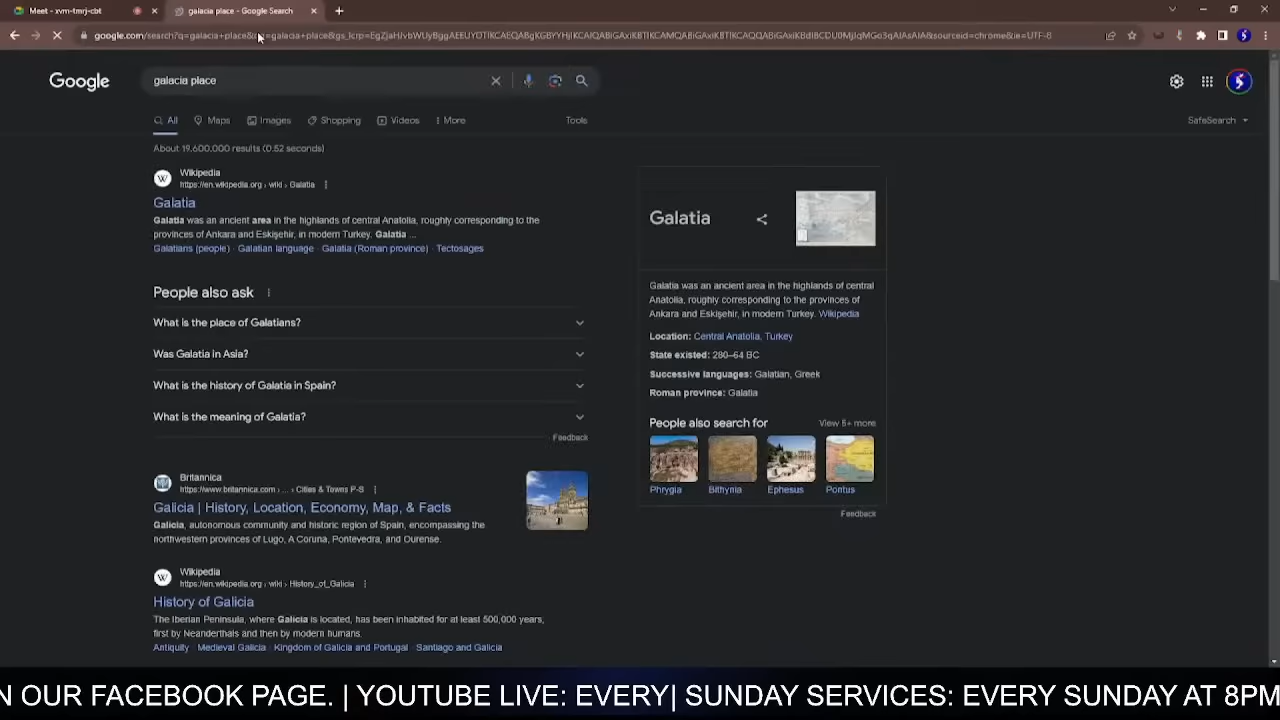 Meet - xvm-tmrj-cbt
galacia place - Google Search
Google
galacia place
All Maps Images Shopping Videos More Tools
SafeSearch
About 19,600,000 results (0.52 seconds)
Wikipedia
https://en.wikipedia.org › wiki › Galatia
Galatia
Galatia was an ancient area in the highlands of central Anatolia, roughly corresponding to the
provinces of Ankara and Eskişehir, in modern Turkey. Galatia ...
Galatians (people) · Galatian language · Galatia (Roman province) · Tectosages
People also ask
What is the place of Galatians?
Was Galatia in Asia?
What is the history of Galatia in Spain?
What is the meaning of Galatia?
Feedback
Britannica
https://www.britannica.com › ... › Cities & Towns P-S
Galicia | History, Location, Economy, Map, & Facts
Galicia, autonomous community and historic region of Spain, encompassing the
northwestern provinces of Lugo, A Coruna, Pontevedra, and Ourense.
Wikipedia
https://en.wikipedia.org › wiki › History_of_Galicia
History of Galicia
The Iberian Peninsula, where Galicia is located, has been inhabited for at least 500,000 years,
first by Neanderthals and then by modern humans.
Antiquity · Medieval Galicia · Kingdom of Galicia and Portugal · Santiago and Galicia
Galatia
Galatia was an ancient area in the highlands of central
Anatolia, roughly corresponding to the provinces of
Ankara and Eskişehir, in modern Turkey. Wikipedia
Location: Central Anatolia, Turkey
State existed: 280–64 BC
Successive languages: Galatian, Greek
Roman province: Galatia
People also search for View 5+ more
Phrygia Bithynia Ephesus Pontus
Feedback
N OUR FACEBOOK PAGE. | YOUTUBE LIVE: EVERY| SUNDAY SERVICES: EVERY SUNDAY AT 8PM